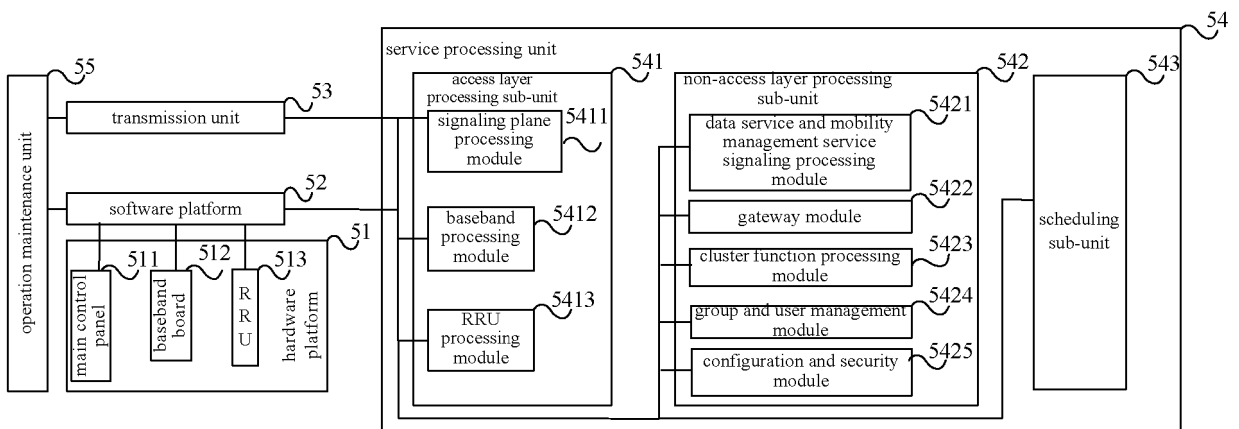 54
service processing unit
55
541
542
543
operation maintenance unit
53
transmission unit
access layer
processing sub-unit
signaling plane
processing
module
5411
non-access layer processing
sub-unit
5421
data service and mobility
management service
signaling processing
module
52
software platform
baseband
processing
module
5412
5422
gateway module
scheduling
sub-unit
51
511
512
513
main control
panel
baseband
board
RRU
hardware
platform
5423
cluster function processing
module
5413
RRU
processing
module
5424
group and user management
module
5425
configuration and security
module